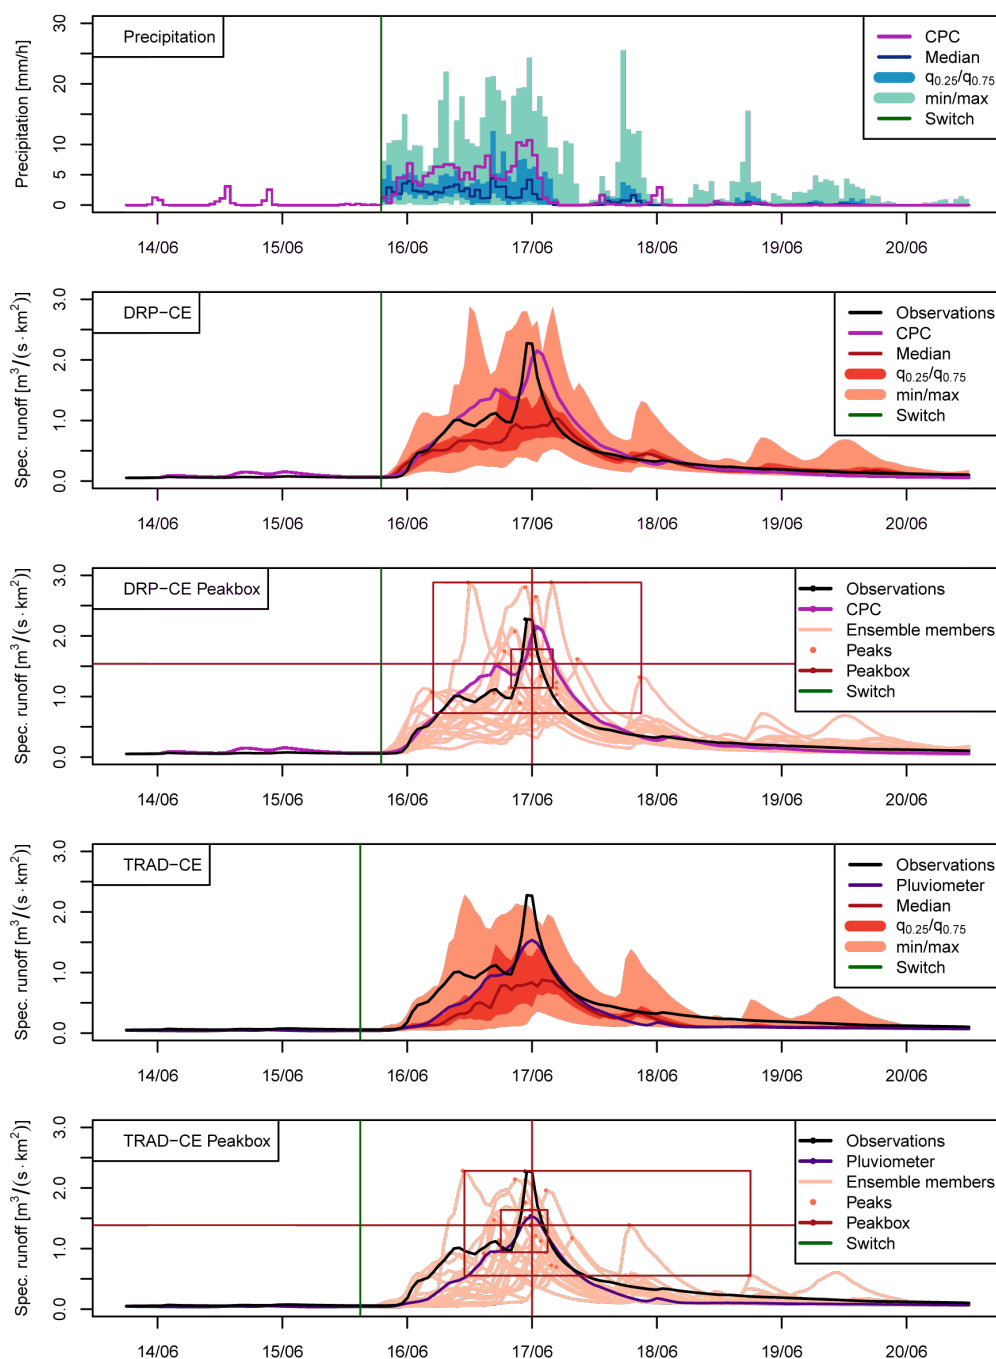 Precipitation
Precipitation [mm/h]
30
20
10
5
0
CPC
Median
q0.25/q0.75
min/max
Switch
14/06 15/06 16/06 17/06 18/06 19/06 20/06
DRP−CE
Spec. runoff [m³/(s · km²)]
3.0
2.0
1.0
0.0
Observations
CPC
Median
q0.25/q0.75
min/max
Switch
14/06 15/06 16/06 17/06 18/06 19/06 20/06
DRP−CE Peakbox
Spec. runoff [m³/(s · km²)]
3.0
2.0
1.0
0.0
Observations
CPC
Ensemble members
Peaks
Peakbox
Switch
14/06 15/06 16/06 17/06 18/06 19/06 20/06
TRAD−CE
Spec. runoff [m³/(s · km²)]
3.0
2.0
1.0
0.0
Observations
Pluviometer
Median
q0.25/q0.75
min/max
Switch
14/06 15/06 16/06 17/06 18/06 19/06 20/06
TRAD−CE Peakbox
Spec. runoff [m³/(s · km²)]
3.0
2.0
1.0
0.0
Observations
Pluviometer
Ensemble members
Peaks
Peakbox
Switch
14/06 15/06 16/06 17/06 18/06 19/06 20/06